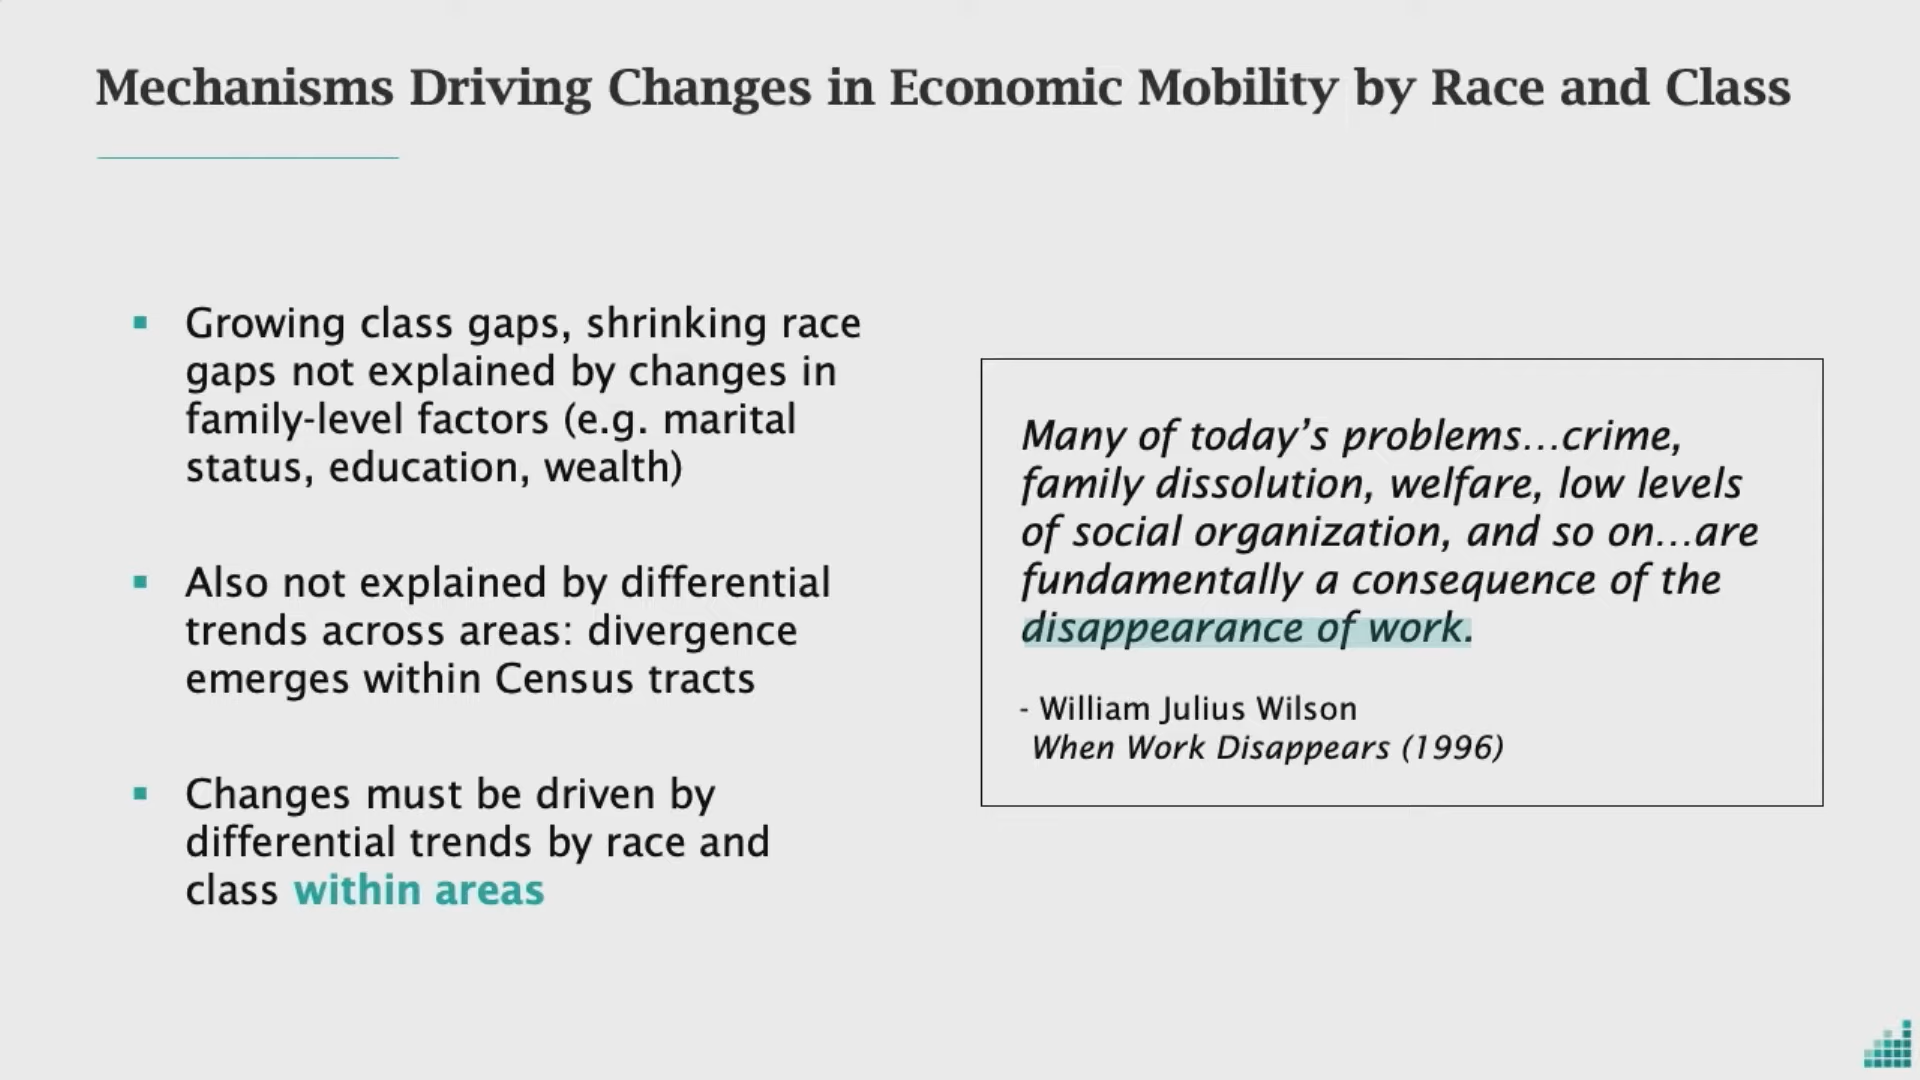 Mechanisms Driving Changes in Economic Mobility by Race and Class
▪ Growing class gaps, shrinking race
gaps not explained by changes in
family-level factors (e.g. marital
status, education, wealth)
▪ Also not explained by differential
trends across areas: divergence
emerges within Census tracts
▪ Changes must be driven by
differential trends by race and
class within areas
Many of today’s problems…crime,
family dissolution, welfare, low levels
of social organization, and so on…are
fundamentally a consequence of the
disappearance of work.
- William Julius Wilson
When Work Disappears (1996)